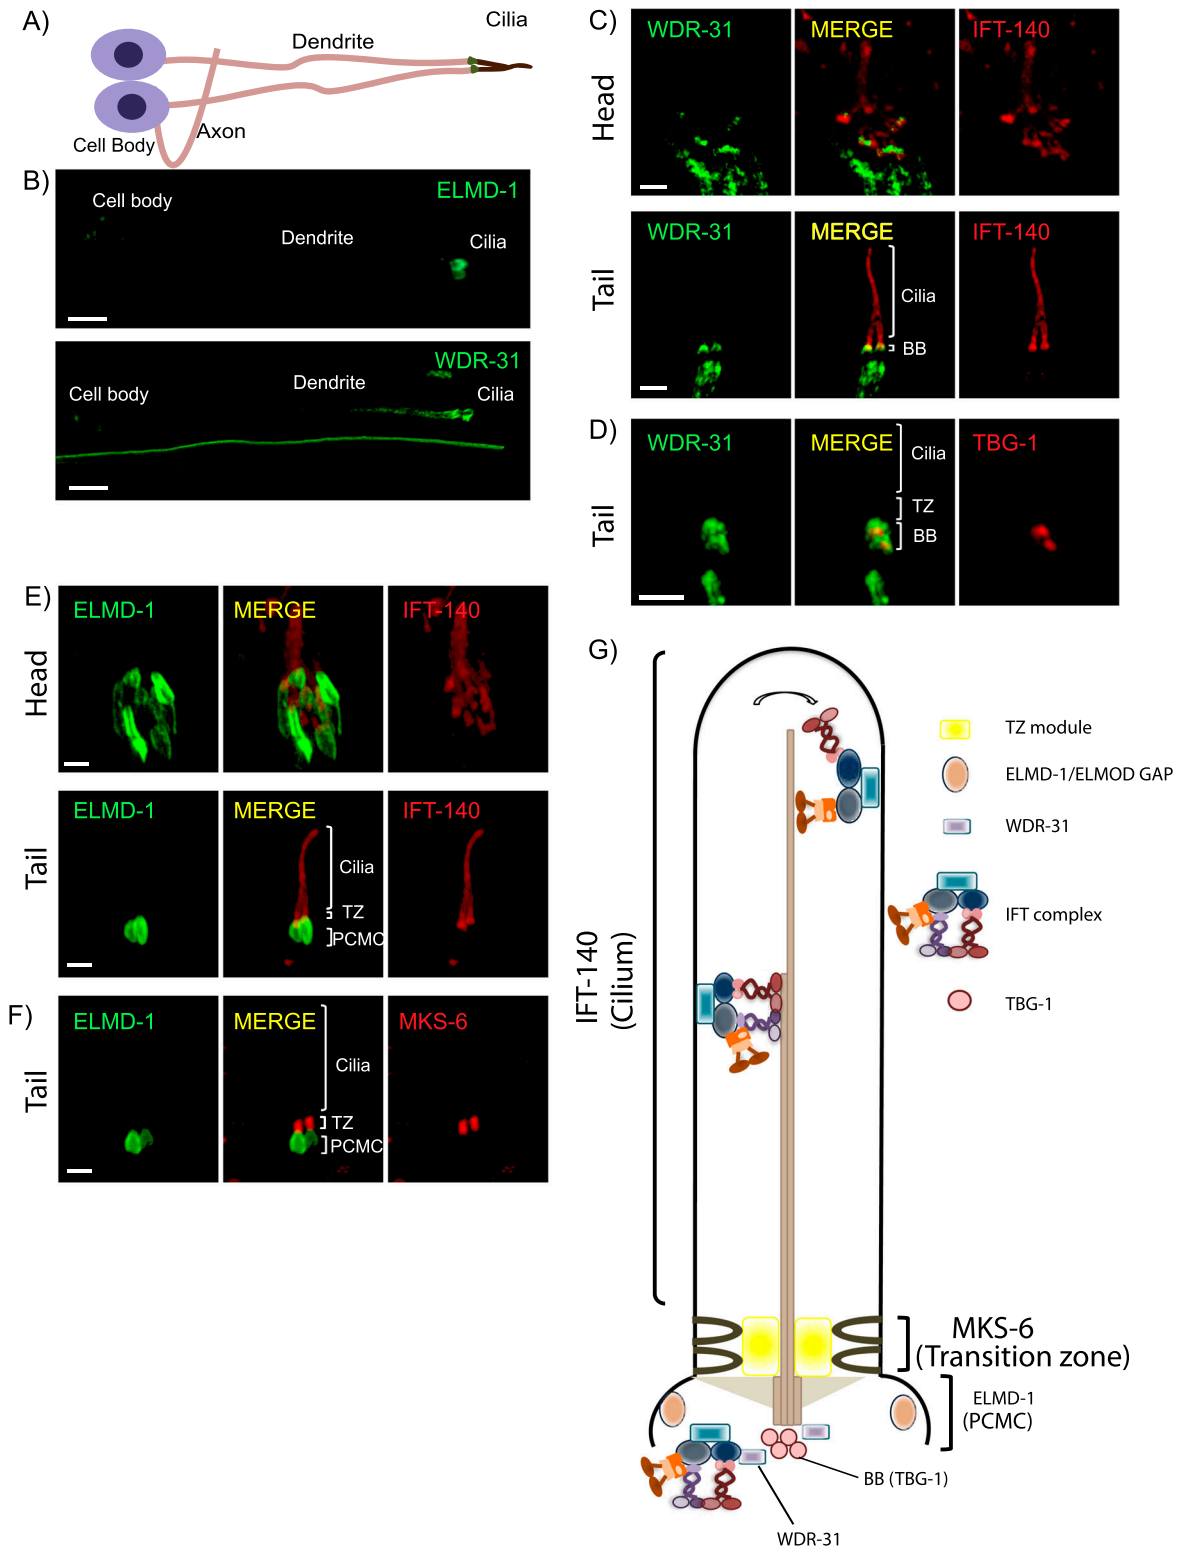 A)
Cilia
Dendrite
Axon
Cell Body
B)
ELMD-1
Cell body
Dendrite
Cilia
WDR-31
Dendrite
Cell body
Cilia
C)
Head
WDR-31
MERGE
IFT-140
Tail
WDR-31
MERGE
IFT-140
Cilia
BB
D)
Tail
WDR-31
MERGE
TBG-1
Cilia
TZ
BB
E)
Head
ELMD-1
MERGE
IFT-140
Tail
ELMD-1
MERGE
IFT-140
Cilia
TZ
PCMC
F)
Tail
ELMD-1
MERGE
MKS-6
Cilia
TZ
PCMC
G)
IFT-140
(Cilium)
TZ module
ELMD-1/ELMOD GAP
WDR-31
IFT complex
TBG-1
MKS-6
(Transition zone)
ELMD-1
(PCMC)
BB (TBG-1)
WDR-31